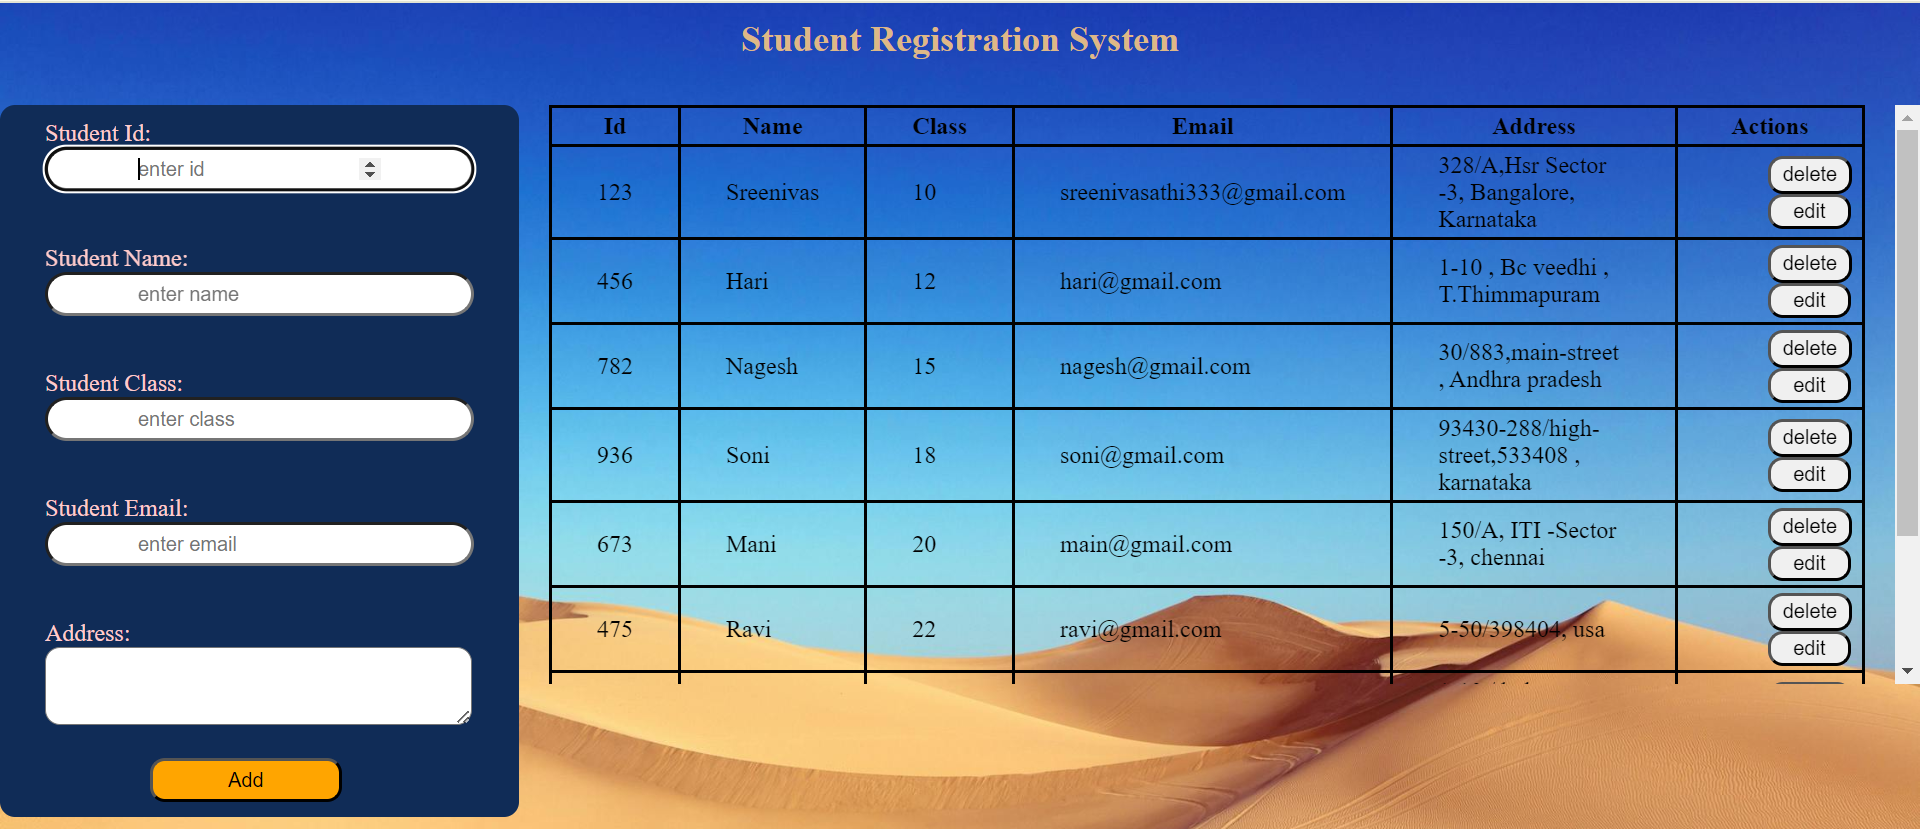 Student Registration System
Student Id:
enter id
Student Name:
enter name
Student Class:
enter class
Student Email:
enter email
Address:
Add
Id Name Class Email Address Actions
123 Sreenivas 10 sreenivasathi333@gmail.com
328/A,Hsr Sector
-3, Bangalore,
Karnataka
delete
edit
456 Hari 12 hari@gmail.com
1-10 , Bc veedhi ,
T.Thimmapuram
delete
edit
782 Nagesh 15 nagesh@gmail.com
30/883,main-street
, Andhra pradesh
delete
edit
936 Soni 18 soni@gmail.com
93430-288/high-
street,533408 ,
karnataka
delete
edit
673 Mani 20 main@gmail.com
150/A, ITI -Sector
-3, chennai
delete
edit
475 Ravi 22 ravi@gmail.com 5-50/398404, usa
delete
edit